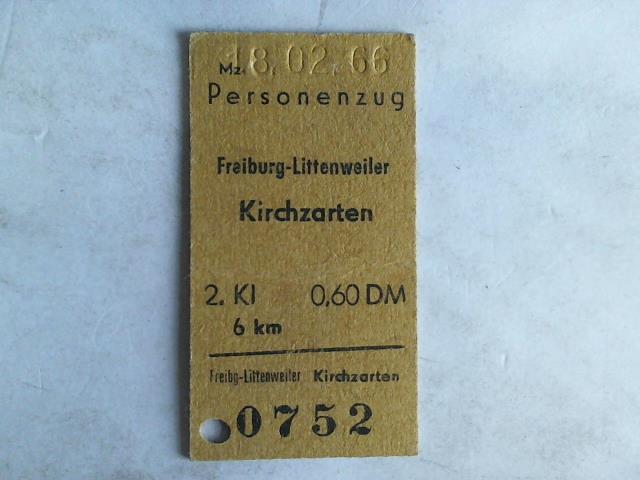 18.02.66
Mz.
Personenzug
Freiburg-Littenweiler
Kirchzarten
2. Kl 0,60 DM
6 km
Freibg-Littenweiler Kirchzarten
0752